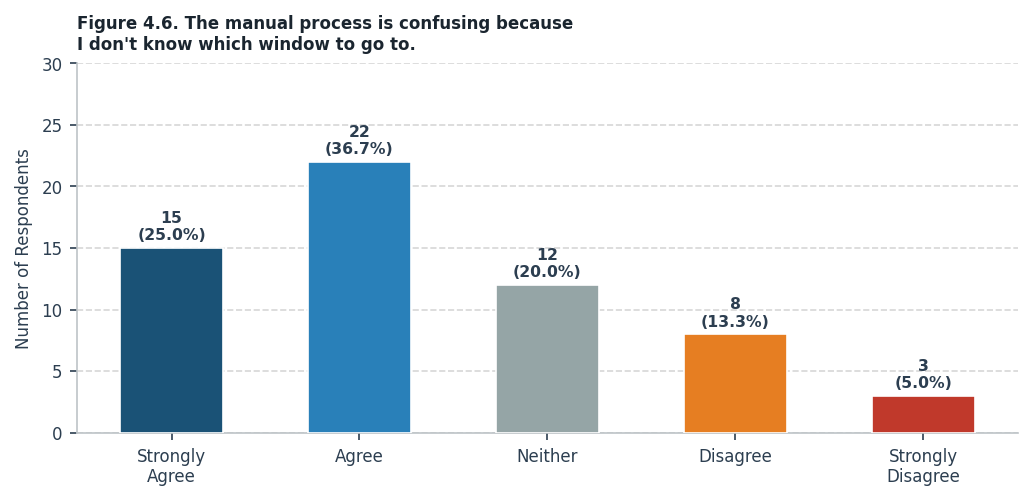 Figure 4.6. The manual process is confusing because
I don't know which window to go to.
Number of Respondents
30
25
20
15
10
5
0
15
(25.0%)
22
(36.7%)
12
(20.0%)
8
(13.3%)
3
(5.0%)
Strongly
Agree
Agree
Neither
Disagree
Strongly
Disagree